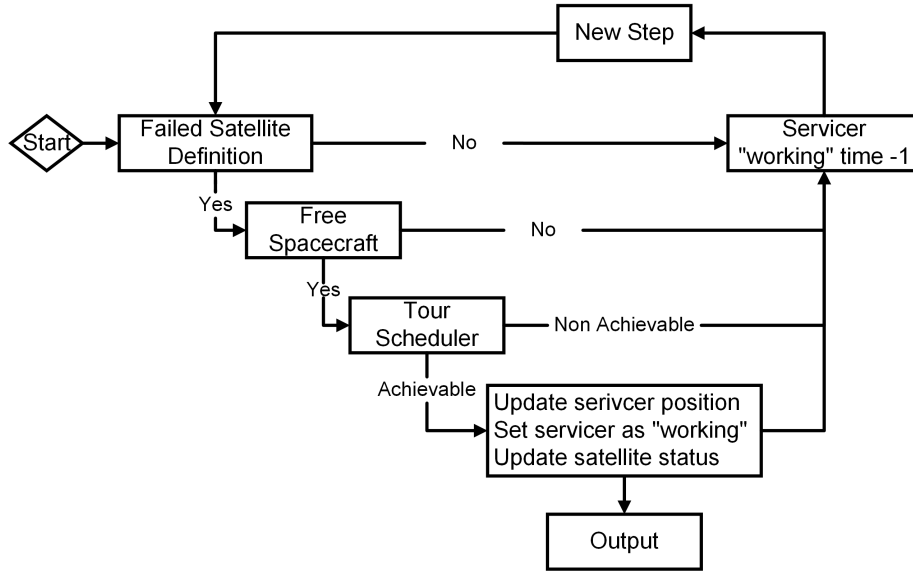 New Step
Start
Failed Satellite
Definition
No
Servicer
"working" time -1
Yes
Free
Spacecraft
No
Yes
Tour
Scheduler
Non Achievable
Achievable
Update serivcer position
Set servicer as "working"
Update satellite status
Output